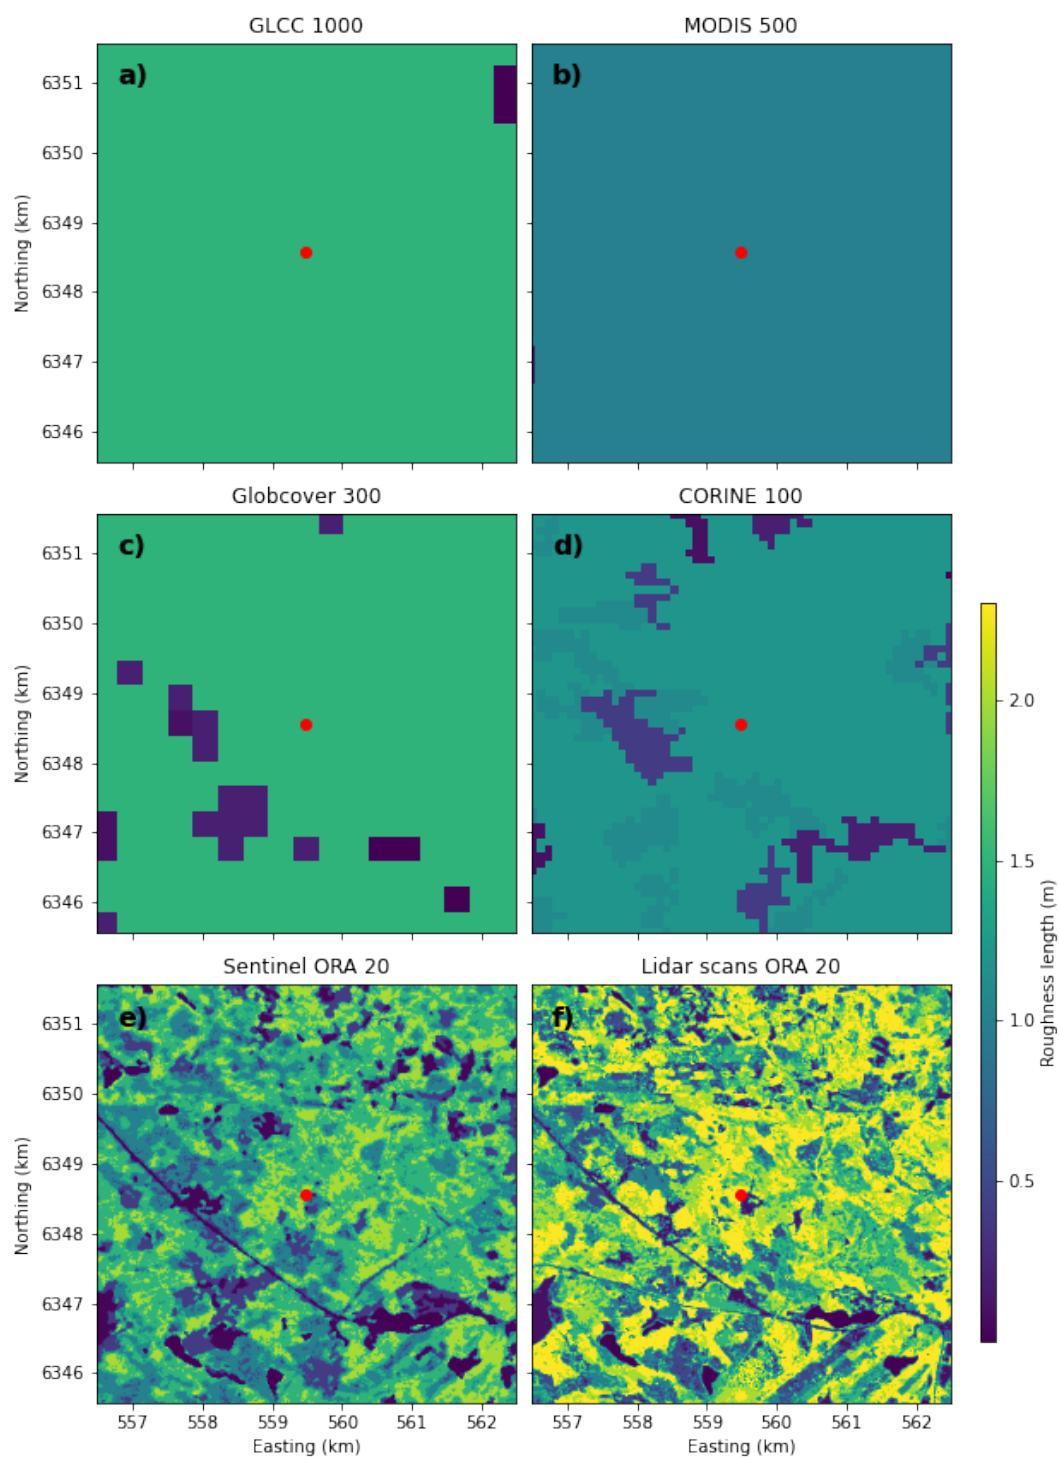 GLCC 1000
MODIS 500
a)
b)
6351
6350
6349
6348
6347
6346
Northing (km)
Globcover 300
CORINE 100
c)
d)
6351
6350
6349
6348
6347
6346
Northing (km)
Sentinel ORA 20
Lidar scans ORA 20
e)
f)
6351
6350
6349
6348
6347
6346
Northing (km)
557 558 559 560 561 562
Easting (km)
557 558 559 560 561 562
Easting (km)
2.0
1.5
1.0
0.5
Roughness length (m)